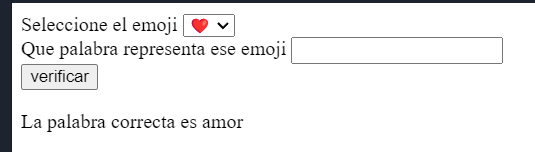 Seleccione el emoji ❤️
Que palabra representa ese emoji
verificar
La palabra correcta es amor